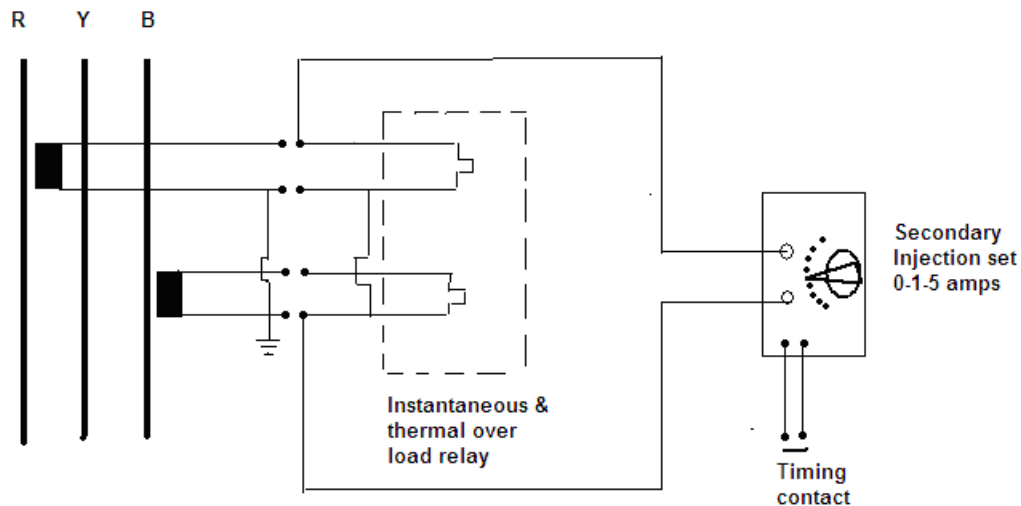 R Y B
Secondary
Injection set
0-1-5 amps
Instantaneous &
thermal over
load relay
Timing
contact